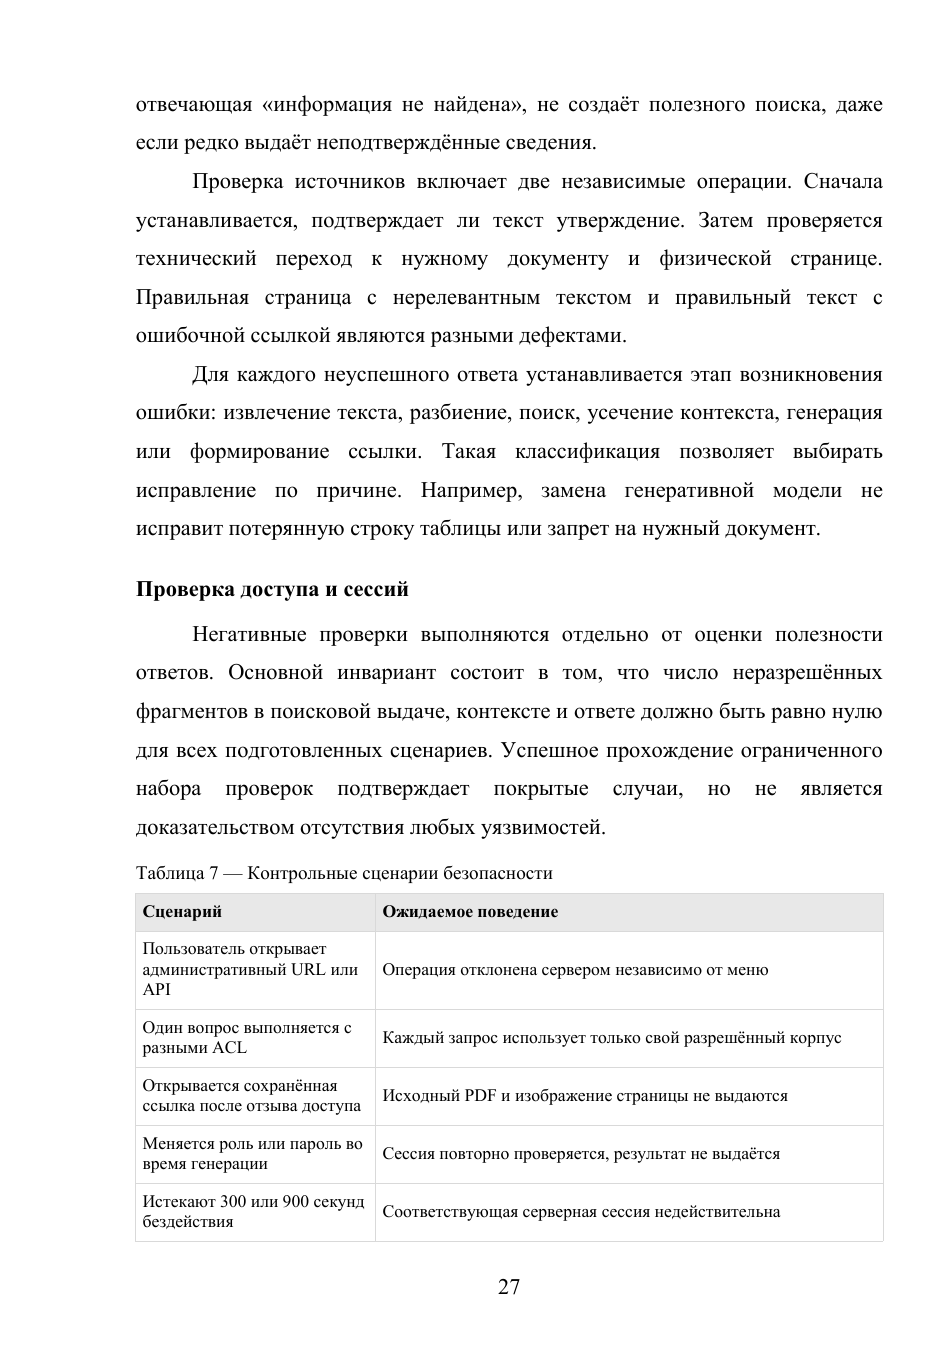 отвечающая «информация не найдена», не создаёт полезного поиска, даже
если редко выдаёт неподтверждённые сведения.
Проверка источников включает две независимые операции. Сначала
устанавливается, подтверждает ли текст утверждение. Затем проверяется
технический переход к нужному документу и физической странице.
Правильная страница с нерелевантным текстом и правильный текст с
ошибочной ссылкой являются разными дефектами.
Для каждого неуспешного ответа устанавливается этап возникновения
ошибки: извлечение текста, разбиение, поиск, усечение контекста, генерация
или формирование ссылки. Такая классификация позволяет выбирать
исправление по причине. Например, замена генеративной модели не
исправит потерянную строку таблицы или запрет на нужный документ.
Проверка доступа и сессий
Негативные проверки выполняются отдельно от оценки полезности
ответов. Основной инвариант состоит в том, что число неразрешённых
фрагментов в поисковой выдаче, контексте и ответе должно быть равно нулю
для всех подготовленных сценариев. Успешное прохождение ограниченного
набора проверок подтверждает покрытые случаи, но не является
доказательством отсутствия любых уязвимостей.
Таблица 7 — Контрольные сценарии безопасности
Сценарий
Ожидаемое поведение
Пользователь открывает
административный URL или
API
Операция отклонена сервером независимо от меню
Один вопрос выполняется с
разными ACL
Каждый запрос использует только свой разрешённый корпус
Открывается сохранённая
ссылка после отзыва доступа
Исходный PDF и изображение страницы не выдаются
Меняется роль или пароль во
время генерации
Сессия повторно проверяется, результат не выдаётся
Истекают 300 или 900 секунд
бездействия
Соответствующая серверная сессия недействительна
27